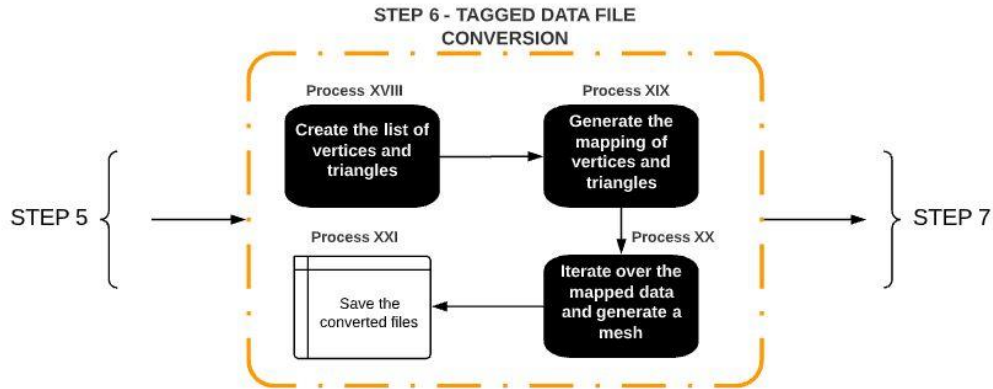 STEP 6 - TAGGED DATA FILE
CONVERSION
Process XVIII
Create the list of
vertices and
triangles
Process XIX
Generate the
mapping of
vertices and
triangles
STEP 5
STEP 7
Process XXI
Save the
converted files
Process XX
Iterate over the
mapped data
and generate a
mesh